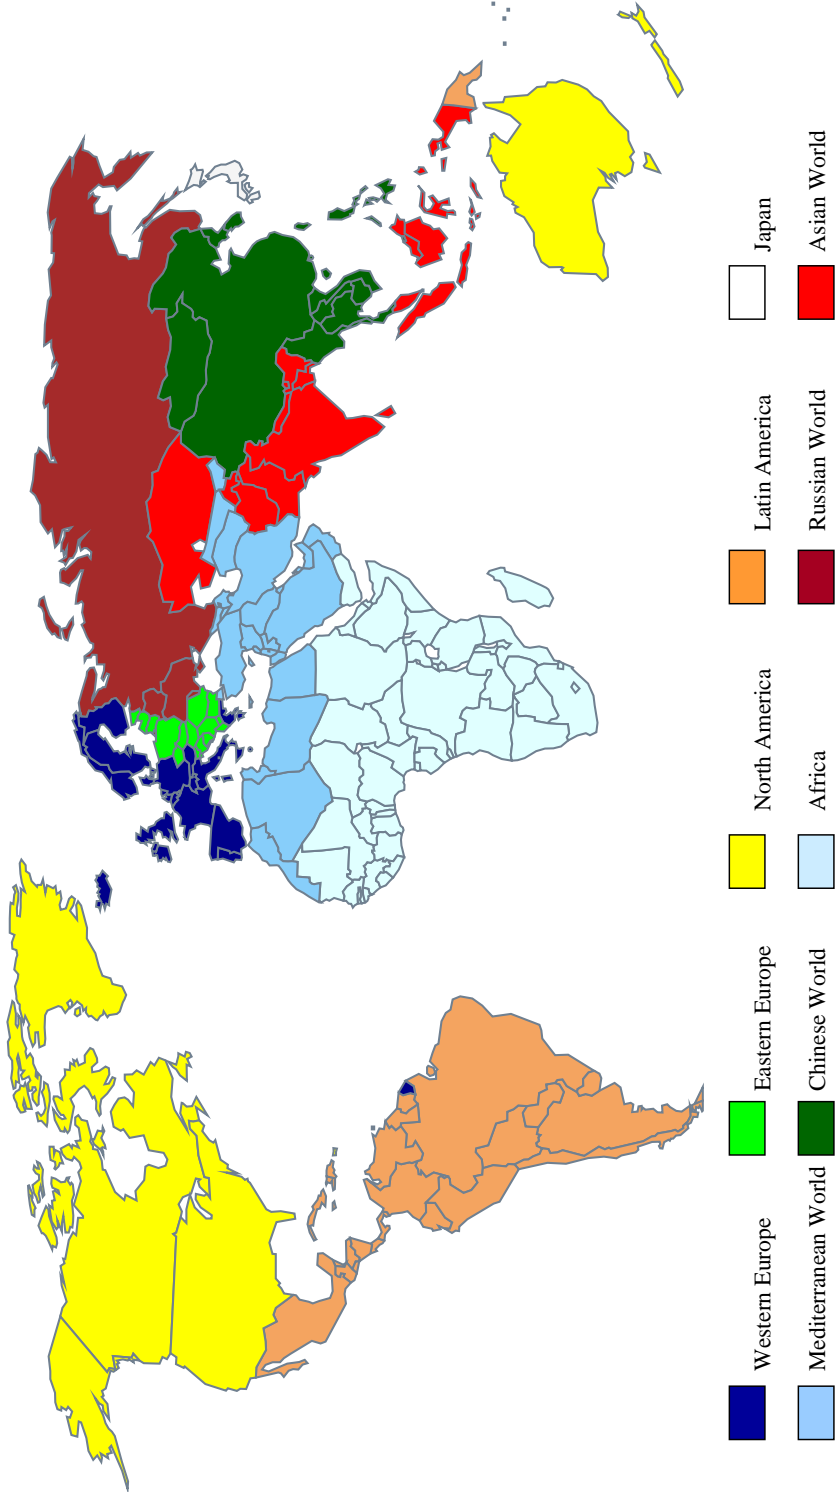 Western Europe Eastern Europe North America Latin America Japan
Mediterranean World Chinese World Africa Russian World Asian World